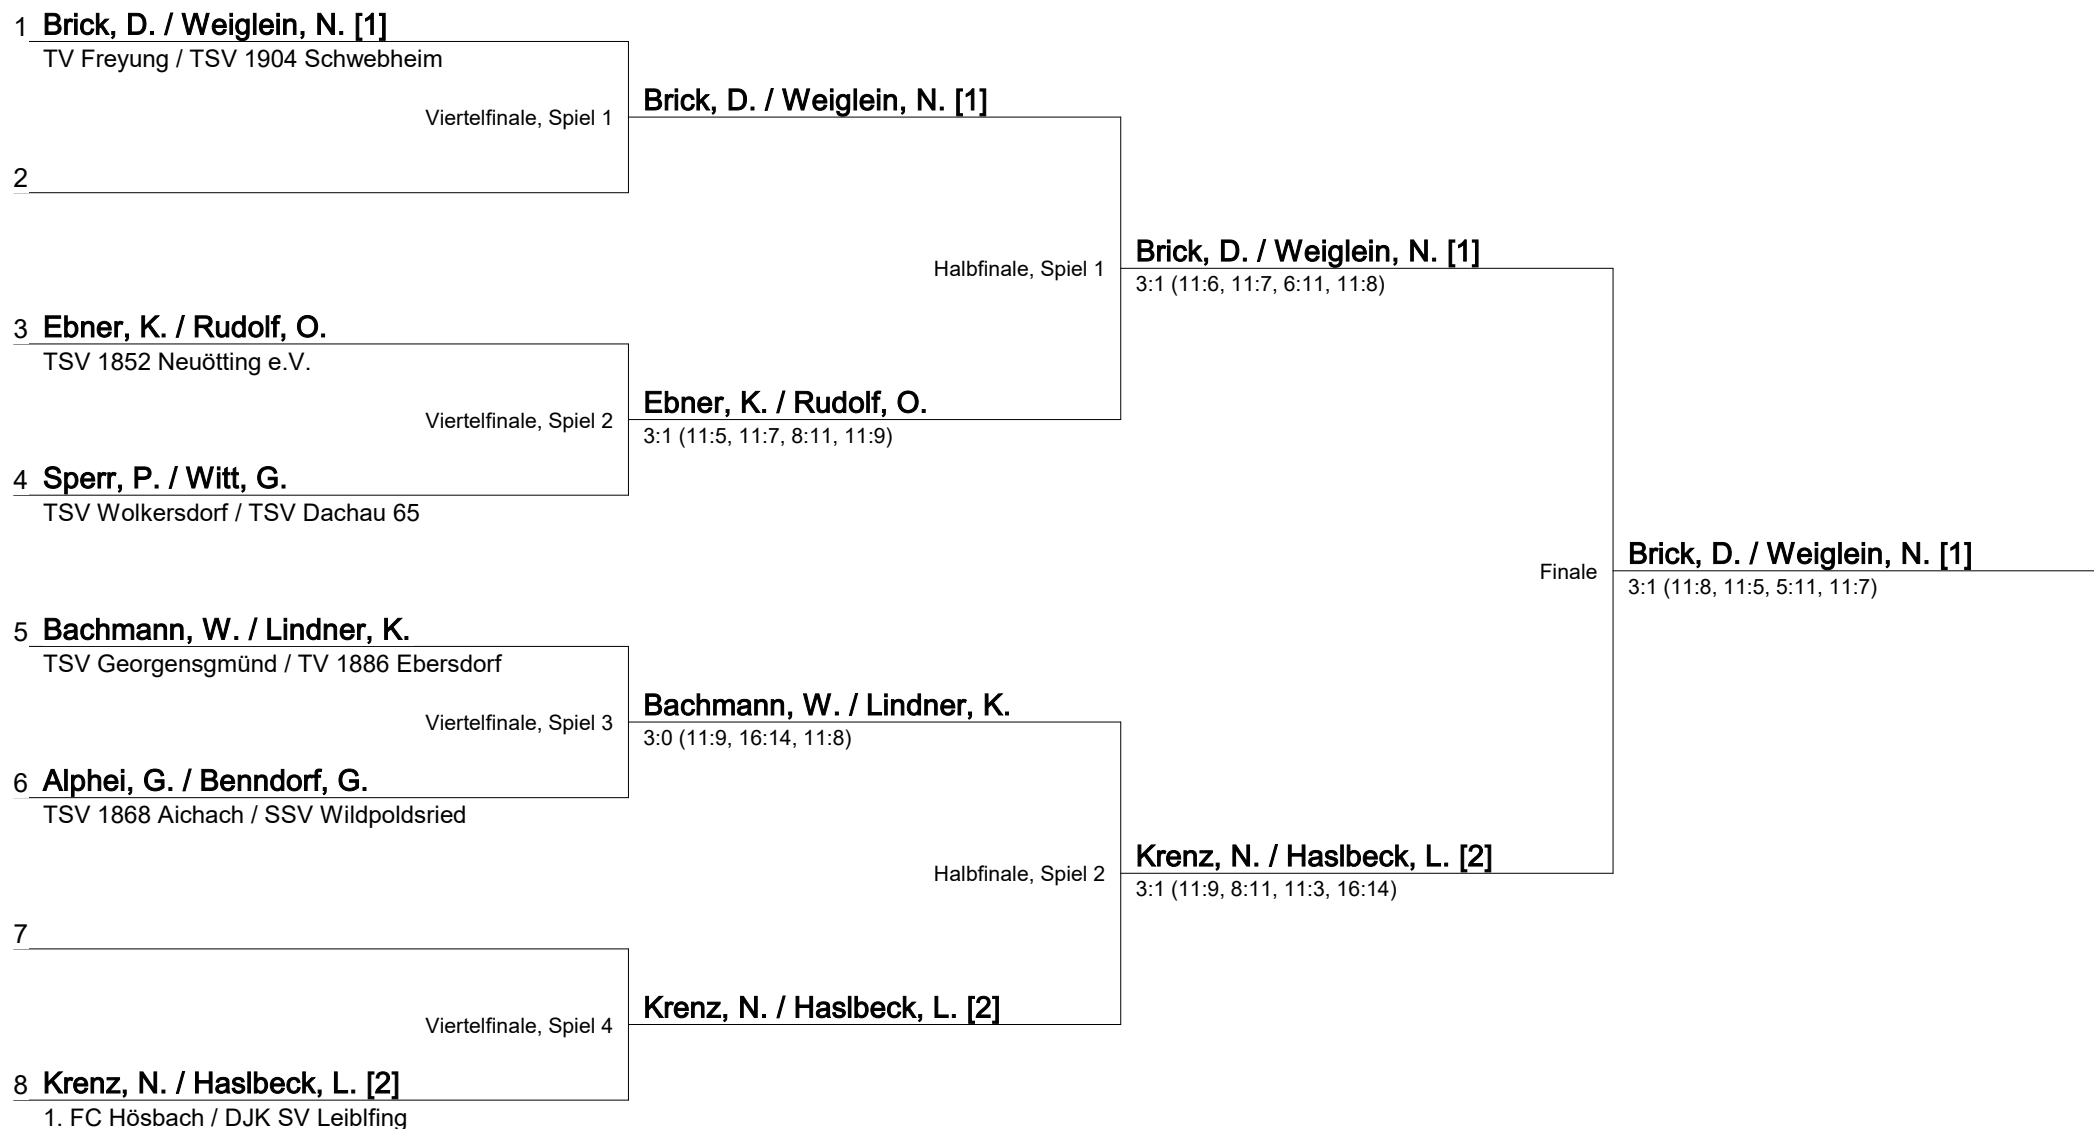 1 Brick, D. / Weiglein, N. [1]
TV Freyung / TSV 1904 Schwebheim
Viertelfinale, Spiel 1
Brick, D. / Weiglein, N. [1]
2
Halbfinale, Spiel 1
Brick, D. / Weiglein, N. [1]
3:1 (11:6, 11:7, 6:11, 11:8)
3 Ebner, K. / Rudolf, O.
TSV 1852 Neuötting e.V.
Viertelfinale, Spiel 2
Ebner, K. / Rudolf, O.
3:1 (11:5, 11:7, 8:11, 11:9)
4 Sperr, P. / Witt, G.
TSV Wolkersdorf / TSV Dachau 65
Finale
Brick, D. / Weiglein, N. [1]
3:1 (11:8, 11:5, 5:11, 11:7)
5 Bachmann, W. / Lindner, K.
TSV Georgensgmünd / TV 1886 Ebersdorf
Viertelfinale, Spiel 3
Bachmann, W. / Lindner, K.
3:0 (11:9, 16:14, 11:8)
6 Alphei, G. / Benndorf, G.
TSV 1868 Aichach / SSV Wildpoldsried
Halbfinale, Spiel 2
Krenz, N. / Haslbeck, L. [2]
3:1 (11:9, 8:11, 11:3, 16:14)
7
Viertelfinale, Spiel 4
Krenz, N. / Haslbeck, L. [2]
8 Krenz, N. / Haslbeck, L. [2]
1. FC Hösbach / DJK SV Leiblfing